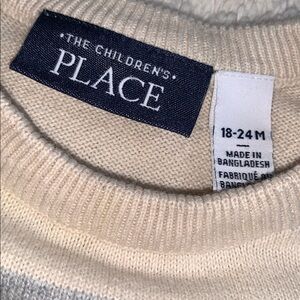 •THE CHILDREN'S•
PLACE
18-24 M
MADE IN
BANGLADESH
FABRIQUÉ AU